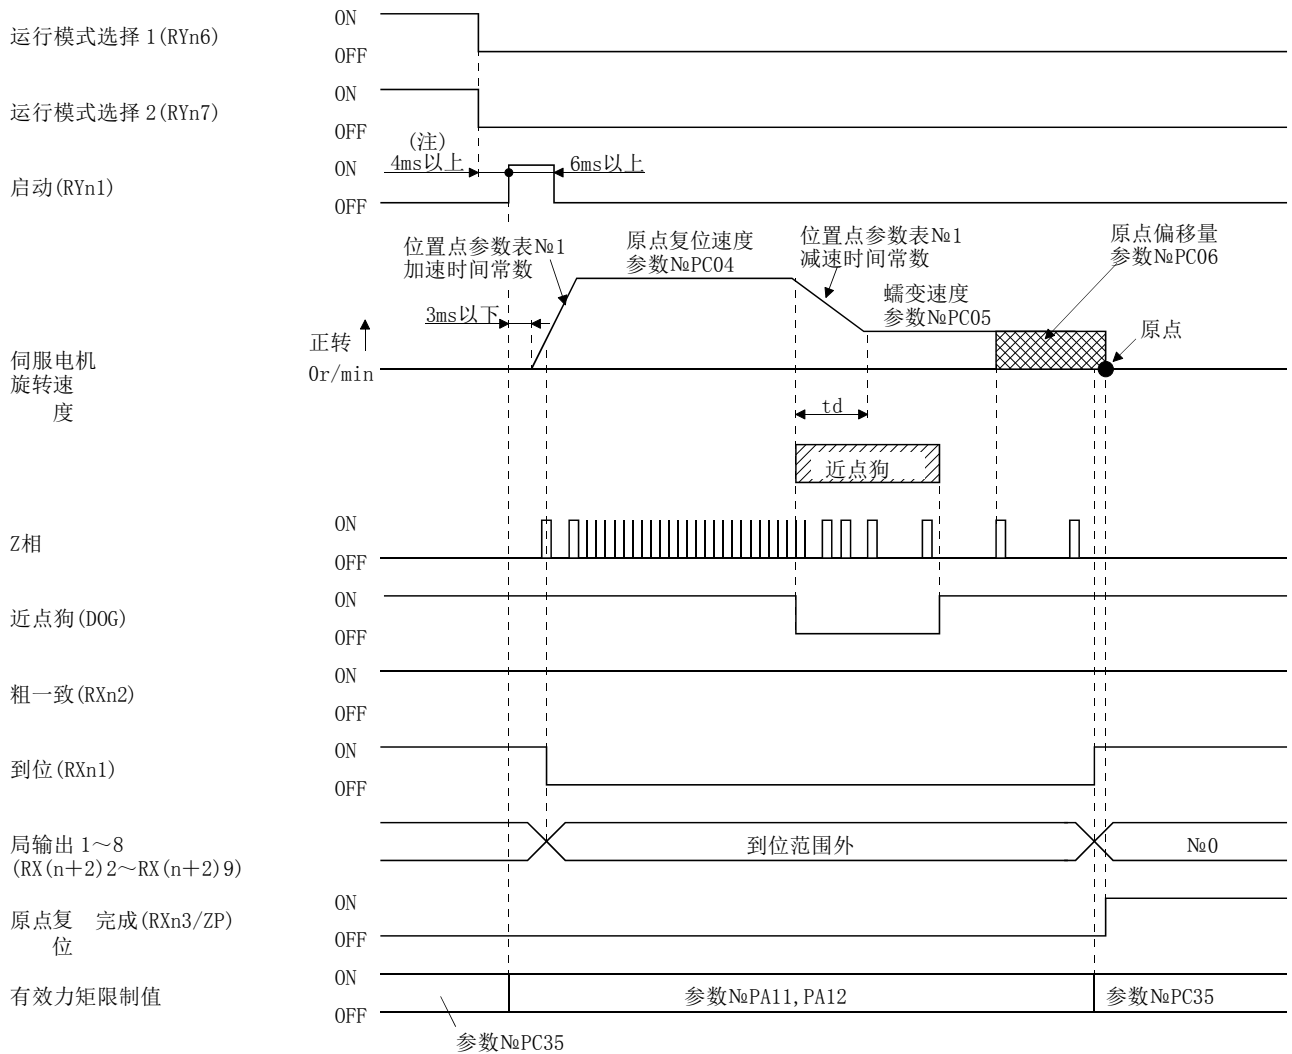 运行模式选择 1(RYn6)
ON
OFF
运行模式选择 2(RYn7)
ON
OFF
启动(RYn1)
ON
OFF
(注)
4ms以上
6ms以上
位置点参数表№1
加速时间常数
原点复位速度
参数№PC04
位置点参数表№1
减速时间常数
原点偏移量
参数№PC06
蠕变速度
参数№PC05
3ms以下
原点
正转
0r/min
伺服电机
旋转速
度
td
近点狗
Z相
ON
OFF
近点狗(DOG)
ON
OFF
粗一致(RXn2)
ON
OFF
到位(RXn1)
ON
OFF
局输出 1～8
(RX(n＋2)2～RX(n＋2)9)
到位范围外
№0
原点复 完成(RXn3/ZP)
位
ON
OFF
有效力矩限制值
ON
OFF
参数№PA11,PA12
参数№PC35
参数№PC35